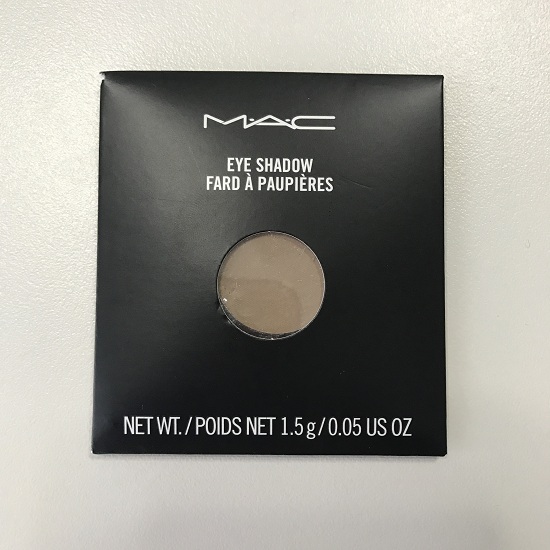 M·A·C
EYE SHADOW
FARD À PAUPIÈRES
NET WT. / POIDS NET 1.5 g / 0.05 US OZ